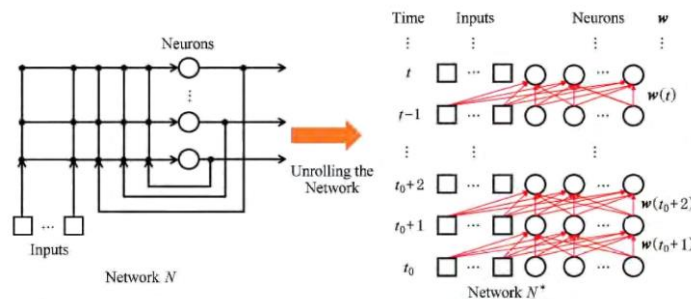 Neurons
⋮
...
Inputs
Network N
Unrolling the
Network
Time Inputs Neurons w
⋮ ⋮ ⋮ ⋮
t ... ...
w(t)
t−1 ... ...
⋮ ⋮ ⋮
t₀+2 ... ...
w(t₀+2)
t₀+1 ... ...
w(t₀+1)
t₀ ... ...
Network N*